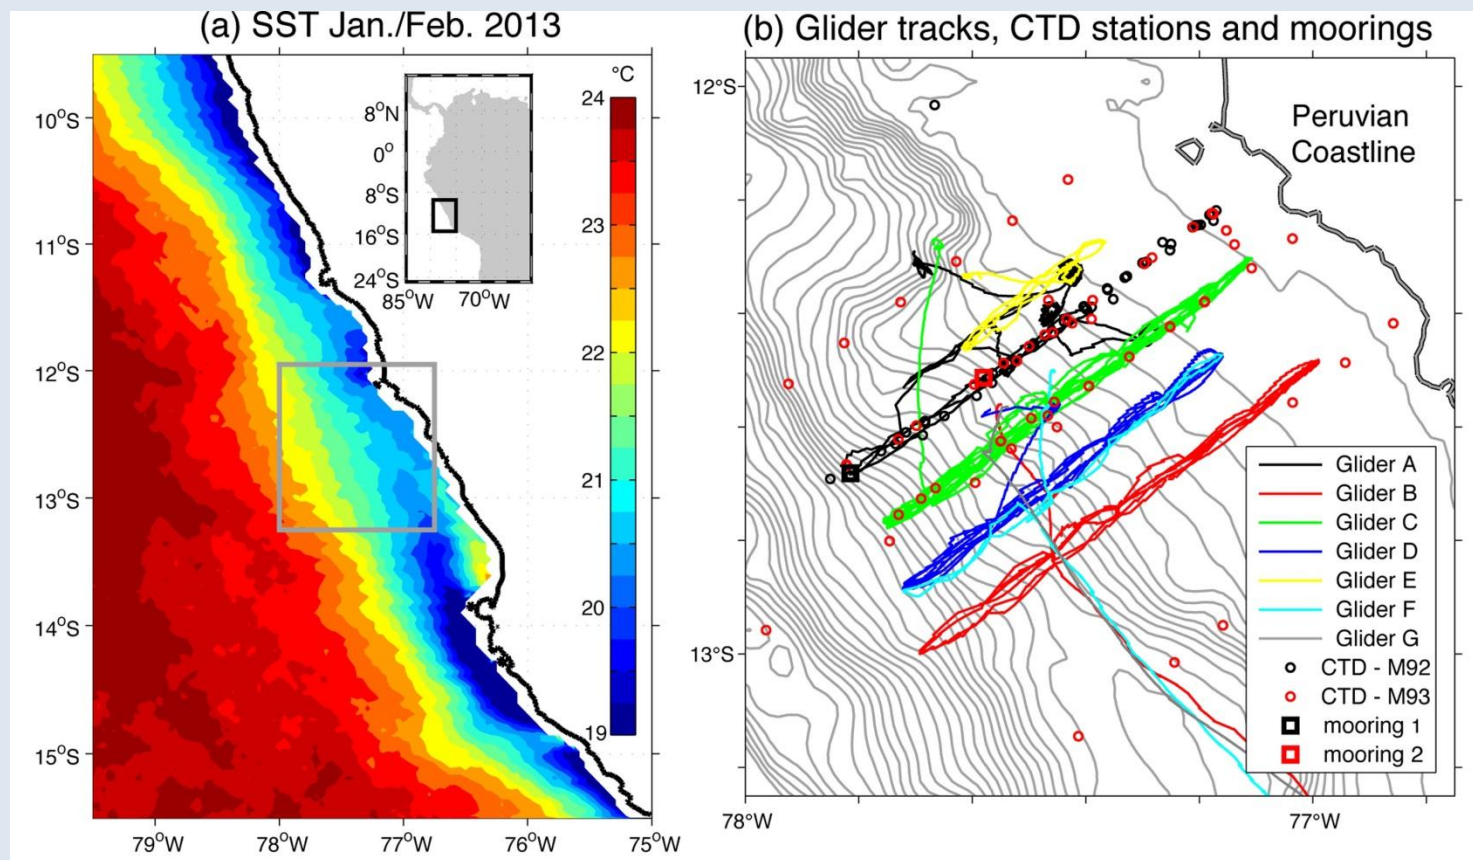 (a) SST Jan./Feb. 2013
°C
24
23
22
21
20
19
10°S
11°S
12°S
13°S
14°S
15°S
79°W
78°W
77°W
76°W
75°W
8°N
0°
8°S
16°S
24°S
85°W
70°W
(b) Glider tracks, CTD stations and moorings
12°S
13°S
78°W
77°W
Peruvian
Coastline
Glider A
Glider B
Glider C
Glider D
Glider E
Glider F
Glider G
CTD - M92
CTD - M93
mooring 1
mooring 2